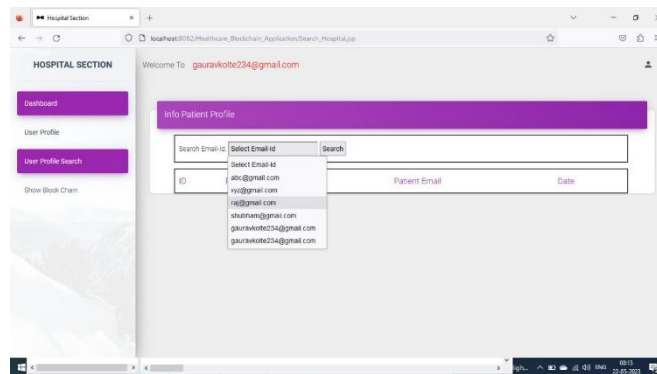 Hospital Section
localhost:8082/Healthcare_Blockchain_Application/Search_Hospital.jsp
HOSPITAL SECTION
Welcome To gauravkolte234@gmail.com
Dashboard
Info Patient Profile
User Profile
Search Email-Id: Select Email-Id Search
User Profile Search
Select Email-Id
abc@gmail.com
ID
Patient Email
Date
Show Block Chain
xyz@gmail.com
raj@gmail.com
shubham@gmail.com
gauravkolte234@gmail.com
gauravkolte234@gmail.com
ENG
08:13
22-05-2023